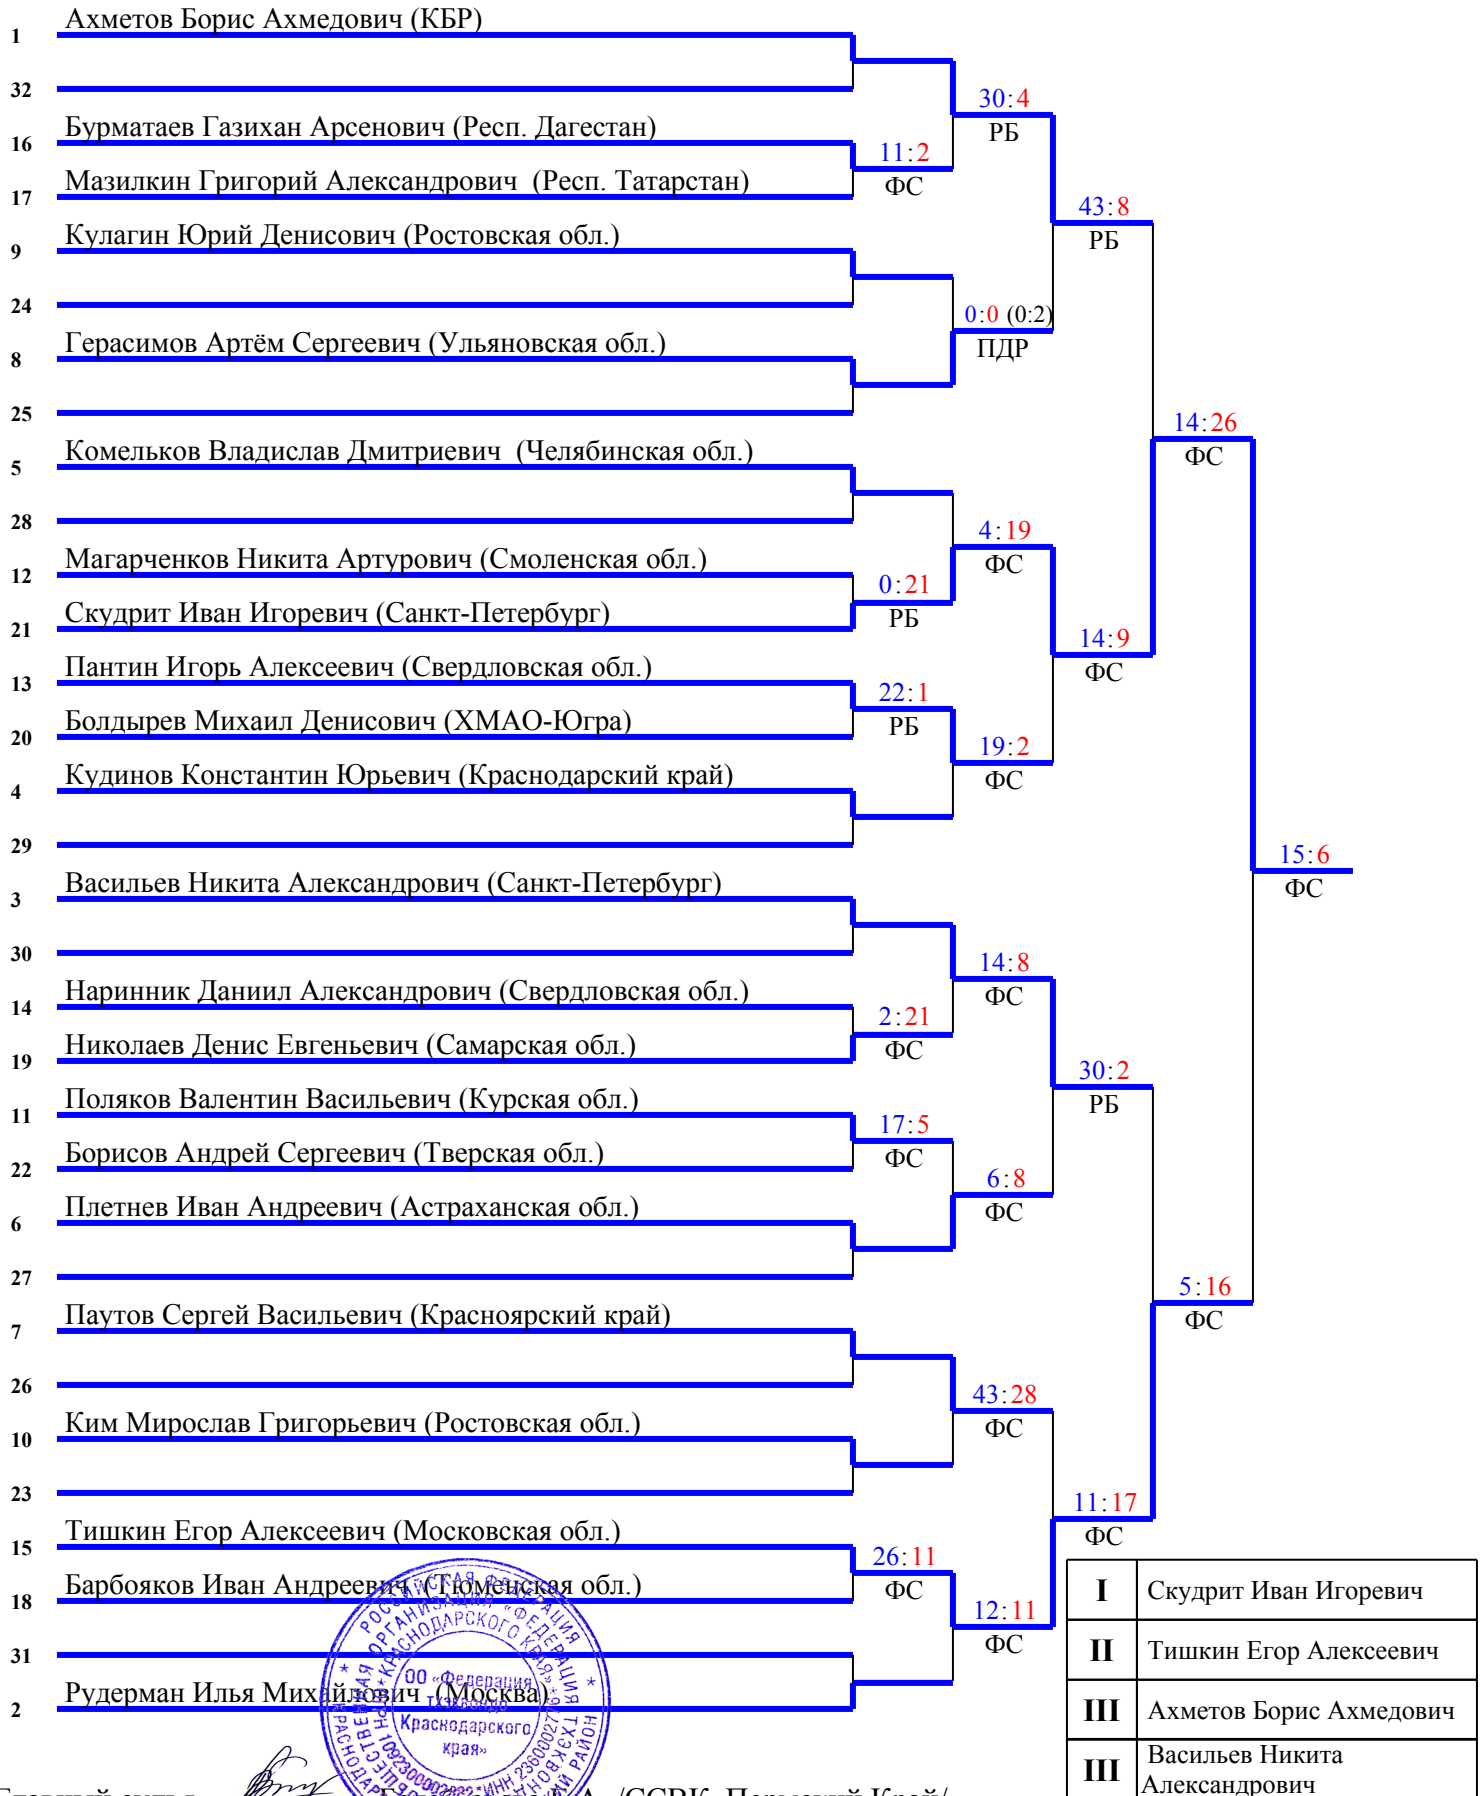 Ахметов Борис Ахмедович (КБР)
1
32
30:4
РБ
Бурматаев Газихан Арсенович (Респ. Дагестан)
16
11:2
ФС
Мазилкин Григорий Александрович (Респ. Татарстан)
17
43:8
РБ
Кулагин Юрий Денисович (Ростовская обл.)
9
24
0:0 (0:2)
ПДР
Герасимов Артём Сергеевич (Ульяновская обл.)
8
25
14:26
ФС
Комельков Владислав Дмитриевич (Челябинская обл.)
5
28
4:19
ФС
Магарченков Никита Артурович (Смоленская обл.)
12
0:21
РБ
Скудрит Иван Игоревич (Санкт-Петербург)
21
14:9
ФС
Пантин Игорь Алексеевич (Свердловская обл.)
13
22:1
РБ
Болдырев Михаил Денисович (ХМАО-Югра)
20
19:2
ФС
Кудинов Константин Юрьевич (Краснодарский край)
4
29
15:6
ФС
Васильев Никита Александрович (Санкт-Петербург)
3
30
14:8
ФС
Наринник Даниил Александрович (Свердловская обл.)
14
2:21
ФС
Николаев Денис Евгеньевич (Самарская обл.)
19
30:2
РБ
Поляков Валентин Васильевич (Курская обл.)
11
17:5
ФС
Борисов Андрей Сергеевич (Тверская обл.)
22
6:8
ФС
Плетнев Иван Андреевич (Астраханская обл.)
6
27
5:16
ФС
Паутов Сергей Васильевич (Красноярский край)
7
26
43:28
ФС
Ким Мирослав Григорьевич (Ростовская обл.)
10
23
11:17
ФС
Тишкин Егор Алексеевич (Московская обл.)
15
26:11
ФС
Барбояков Иван Андреевич (Тюменская обл.)
18
12:11
ФС
31
Рудерман Илья Михайлович (Москва)
2
I Скудрит Иван Игоревич
II Тишкин Егор Алексеевич
III Ахметов Борис Ахмедович
III Васильев Никита
Александрович
РОССИЙСКАЯ ФЕДЕРАЦИЯ
ОО «Федерация
тхэквондо
Краснодарского
края»
/ССВК, Пермский Край/